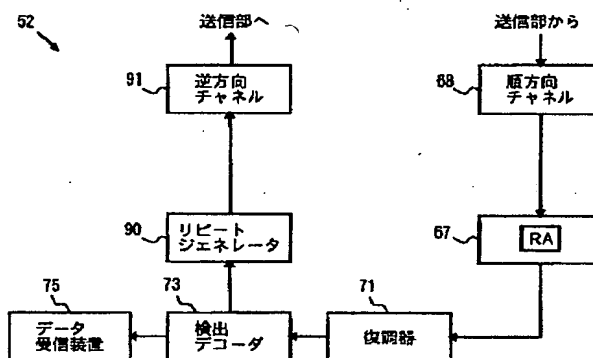 52
送信部へ
送信部から
91
逆方向
チャネル
68
順方向
チャネル
90
リピート
ジェネレータ
67
RA
75
データ
受信装置
73
検出
デコーダ
71
復調器